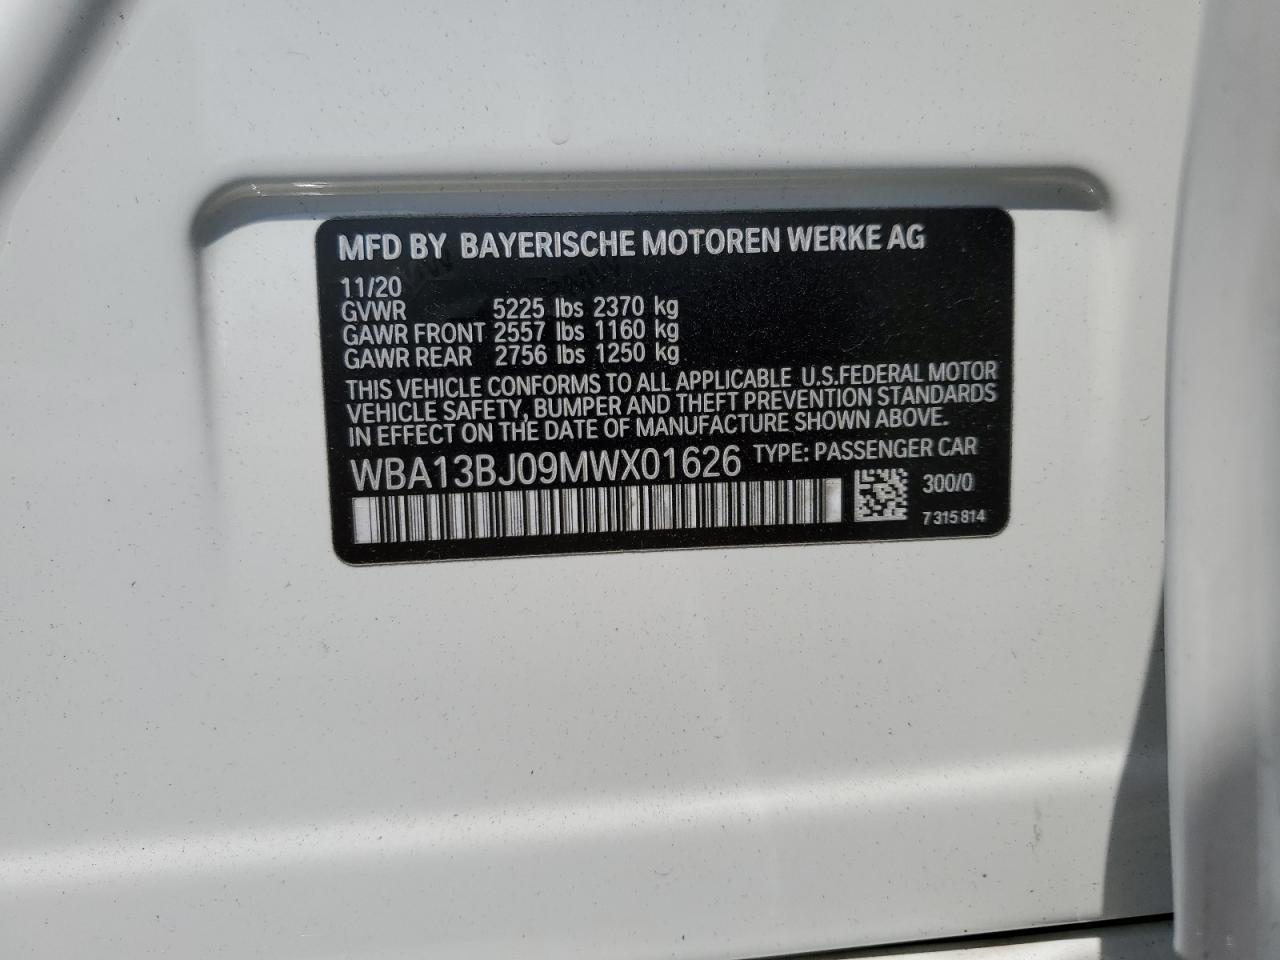 MFD BY BAYERISCHE MOTOREN WERKE AG
11/20
GVWR 5225 lbs 2370 kg
GAWR FRONT 2557 lbs 1160 kg
GAWR REAR 2756 lbs 1250 kg
THIS VEHICLE CONFORMS TO ALL APPLICABLE U.S.FEDERAL MOTOR
VEHICLE SAFETY, BUMPER AND THEFT PREVENTION STANDARDS
IN EFFECT ON THE DATE OF MANUFACTURE SHOWN ABOVE.
WBA13BJ09MWX01626 TYPE: PASSENGER CAR
300/0
7 315 814